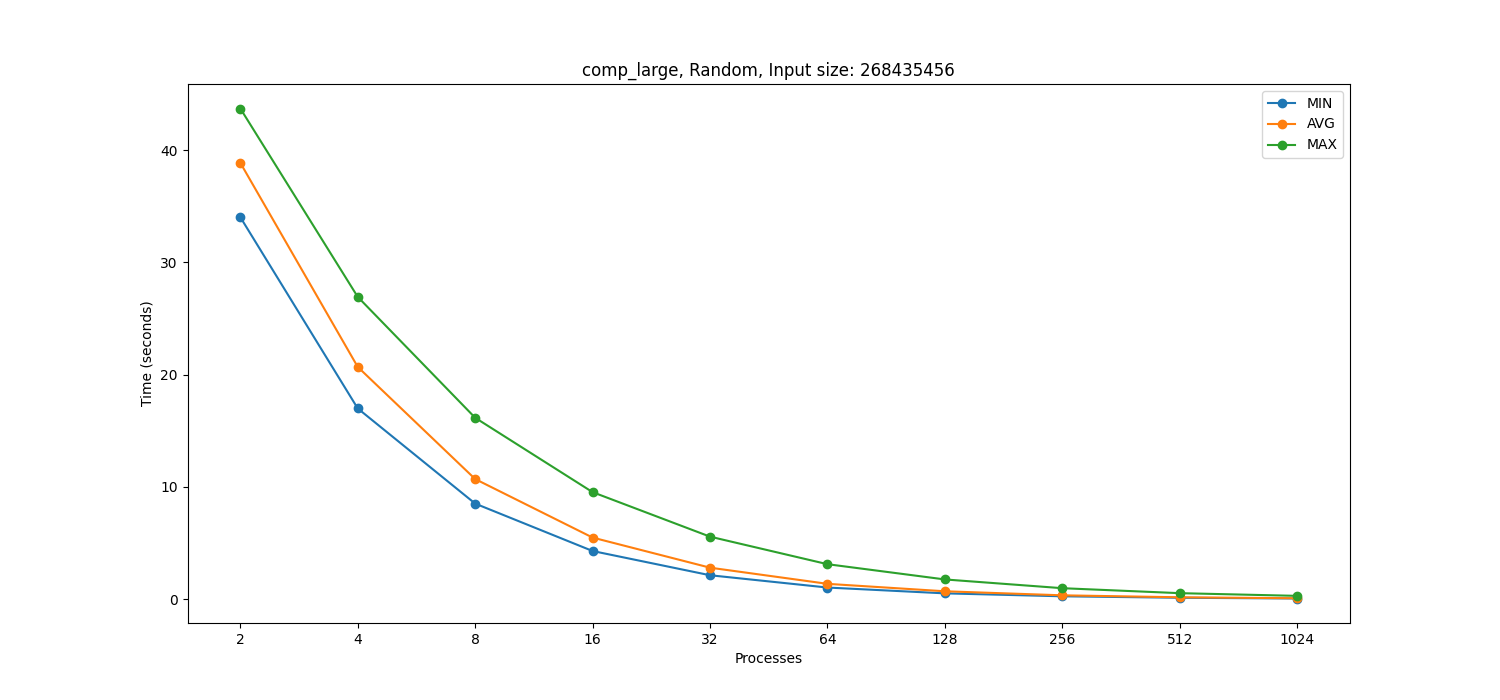 comp_large, Random, Input size: 268435456
MIN
AVG
MAX
40
30
20
10
0
Time (seconds)
2 4 8 16 32 64 128 256 512 1024
Processes